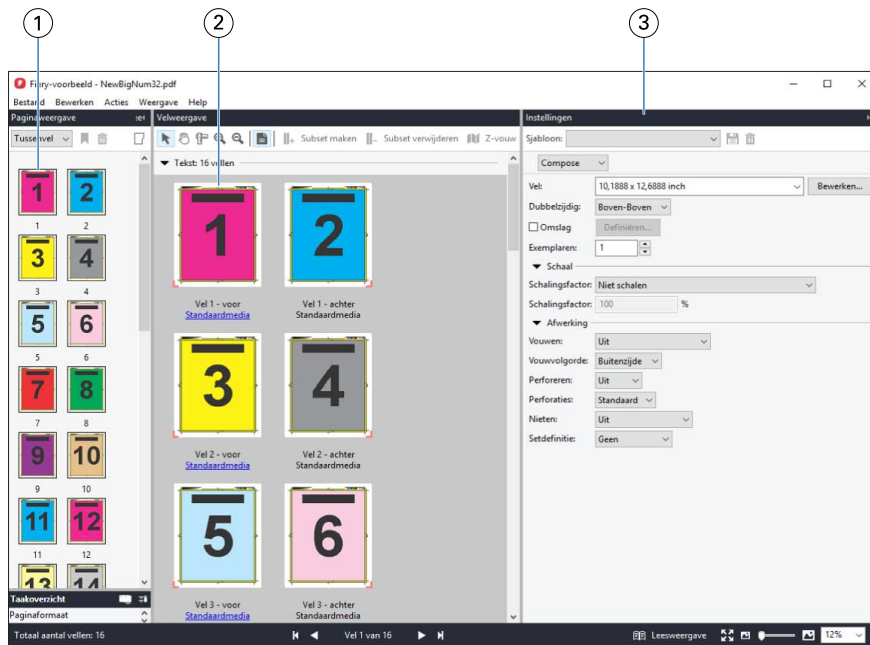 1 2 3
Fiery-voorbeeld - NewBigNum32.pdf
Bestand Bewerken Acties Weergave Help
Paginaweergave
Tussenvel
1 2
1 2
3 4
3 4
5 6
5 6
7 8
7 8
9 10
9 10
11 12
11 12
13 14
Taakoverzicht
Paginaformaat
Velweergave
Subset maken Subset verwijderen Z-vouw
Tekst: 16 vellen
1 2
Vel 1 - voor Vel 1 - achter
Standaardmedia Standaardmedia
3 4
Vel 2 - voor Vel 2 - achter
Standaardmedia Standaardmedia
5 6
Vel 3 - voor Vel 3 - achter
Standaardmedia Standaardmedia
Instellingen
Sjabloon:
Compose
Vel: 10,1888 x 12,6888 inch Bewerken...
Dubbelzijdig: Boven-Boven
Omslag Definiëren...
Exemplaren: 1
Schaal
Schalingsfactor: Niet schalen
Schalingsfactor: 100 %
Afwerking
Vouwen: Uit
Vouwvolgorde: Buitenzijde
Perforeren: Uit
Perforaties: Standaard
Nieten: Uit
Setdefinitie: Geen
Totaal aantal vellen: 16 Vel 1 van 16 Leesweergave 12%